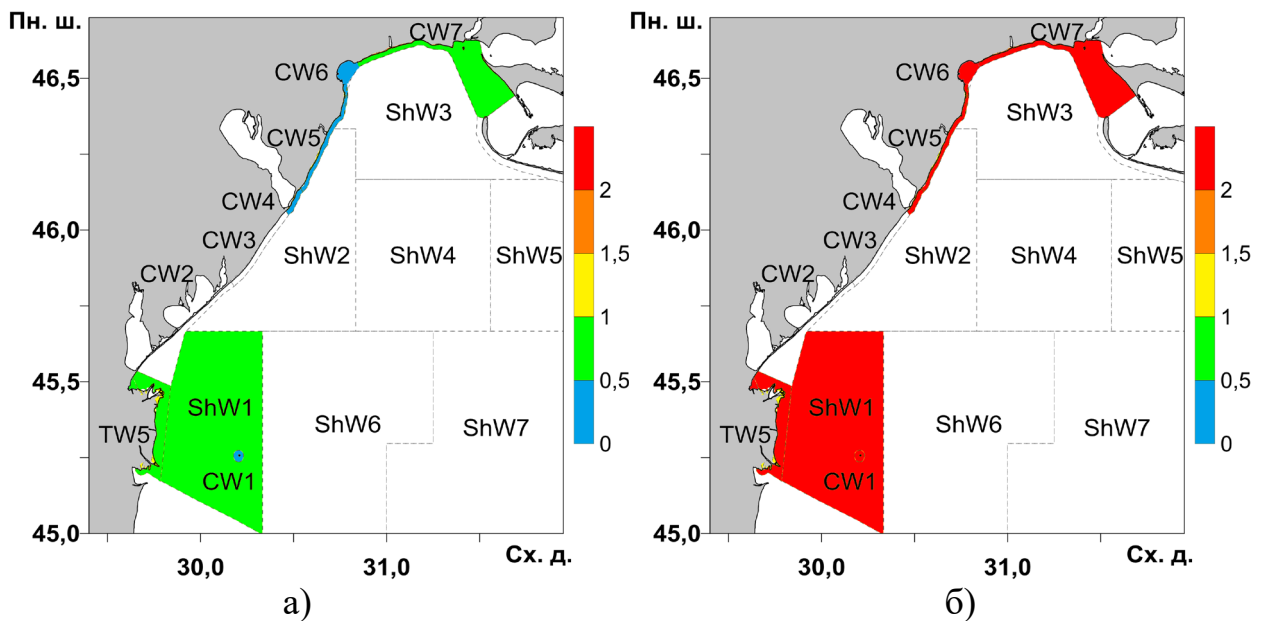 Пн. ш.
46,5
46,0
45,5
45,0
30,0
31,0
Сх. д.
CW7
CW6
ShW3
CW5
CW4
CW3
ShW2
ShW4
ShW5
CW2
ShW1
ShW6
TW5
ShW7
CW1
2
1,5
1
0,5
0
а)
Пн. ш.
46,5
46,0
45,5
45,0
30,0
31,0
Сх. д.
CW7
CW6
ShW3
CW5
CW4
CW3
ShW2
ShW4
ShW5
CW2
ShW1
ShW6
TW5
ShW7
CW1
2
1,5
1
0,5
0
б)